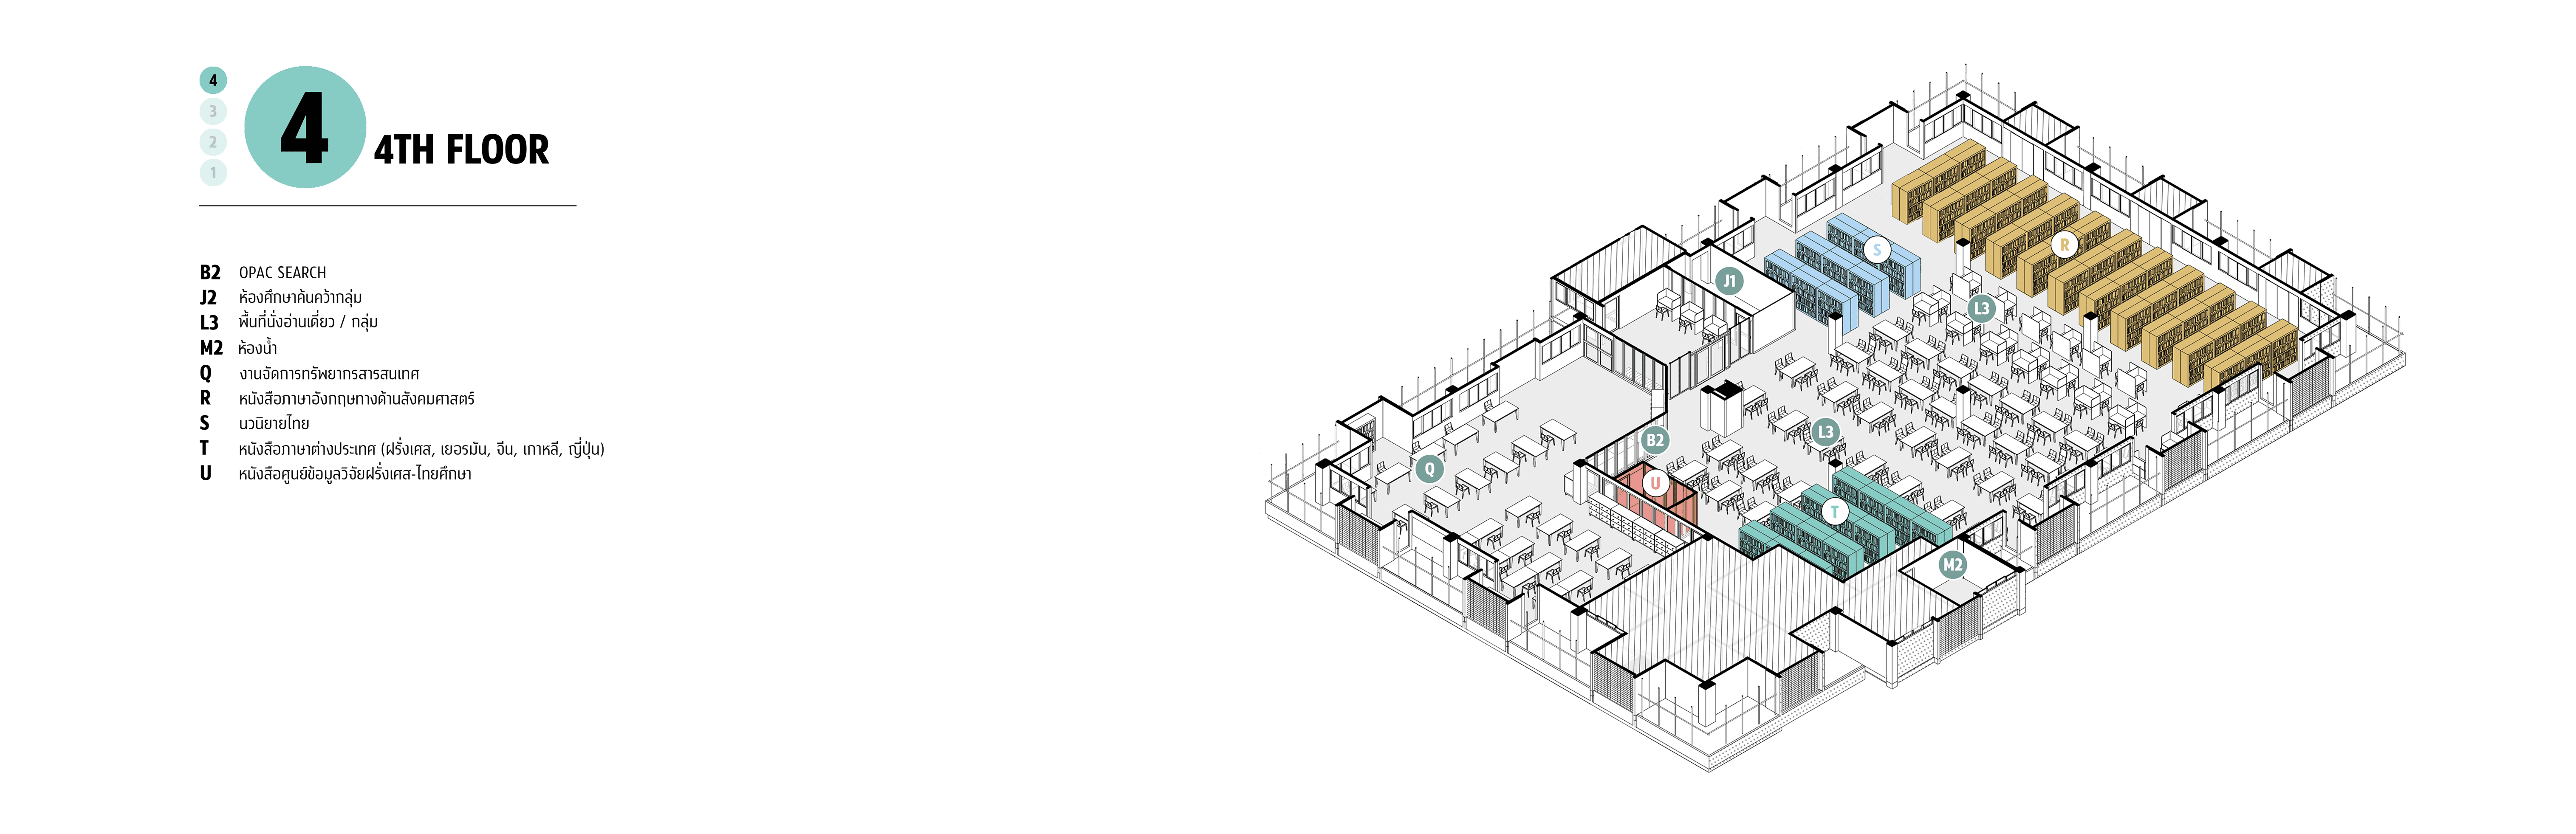 4
3
2
1
4
4TH FLOOR
B2 OPAC SEARCH
J2 ห้องศึกษาค้นคว้ากลุ่ม
L3 พื้นที่นั่งอ่านเดี่ยว / กลุ่ม
M2 ห้องน้ำ
Q งานจัดการทรัพยากรสารสนเทศ
R หนังสือภาษาอังกฤษทางด้านสังคมศาสตร์
S นวนิยายไทย
T หนังสือภาษาต่างประเทศ (ฝรั่งเศส, เยอรมัน, จีน, เกาหลี, ญี่ปุ่น)
U หนังสือศูนย์ข้อมูลวิจัยฝรั่งเศส-ไทยศึกษา
R
S
J1
L3
L3
B2
Q
U
T
M2